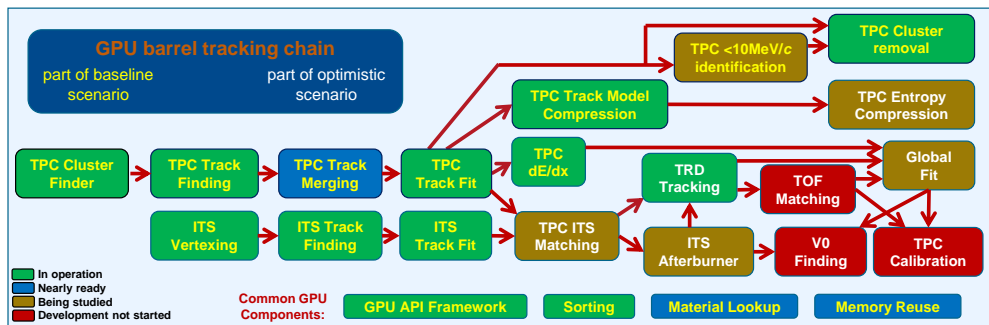 GPU barrel tracking chain
part of baseline
scenario
part of optimistic
scenario
TPC <10MeV/c
identification
TPC Cluster
removal
TPC Track Model
Compression
TPC Entropy
Compression
TPC Cluster
Finder
TPC Track
Finding
TPC Track
Merging
TPC
Track Fit
TPC
dE/dx
TRD
Tracking
TOF
Matching
Global
Fit
ITS
Vertexing
ITS Track
Finding
ITS
Track Fit
TPC ITS
Matching
ITS
Afterburner
V0
Finding
TPC
Calibration
In operation
Nearly ready
Being studied
Development not started
Common GPU
Components:
GPU API Framework
Sorting
Material Lookup
Memory Reuse